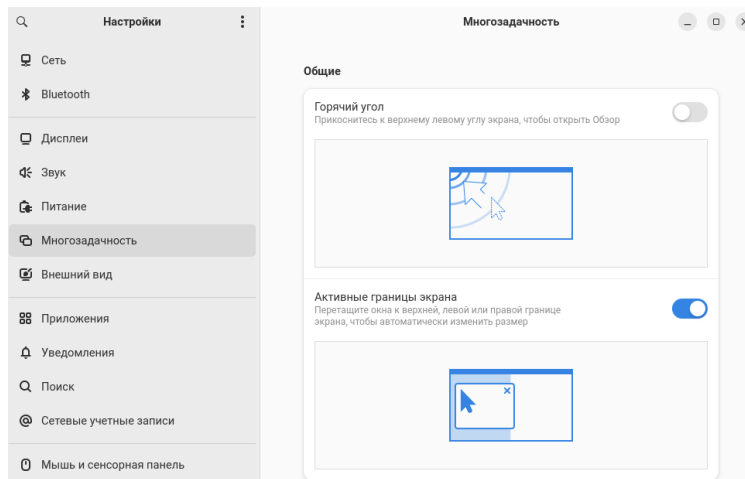 Настройки
Сеть
Bluetooth
Дисплеи
Звук
Питание
Многозадачность
Внешний вид
Приложения
Уведомления
Поиск
Сетевые учетные записи
Мышь и сенсорная панель
Многозадачность
Общие
Горячий угол
Прикоснитесь к верхнему левому углу экрана, чтобы открыть Обзор
Активные границы экрана
Перетащите окна к верхней, левой или правой границе
экрана, чтобы автоматически изменить размер